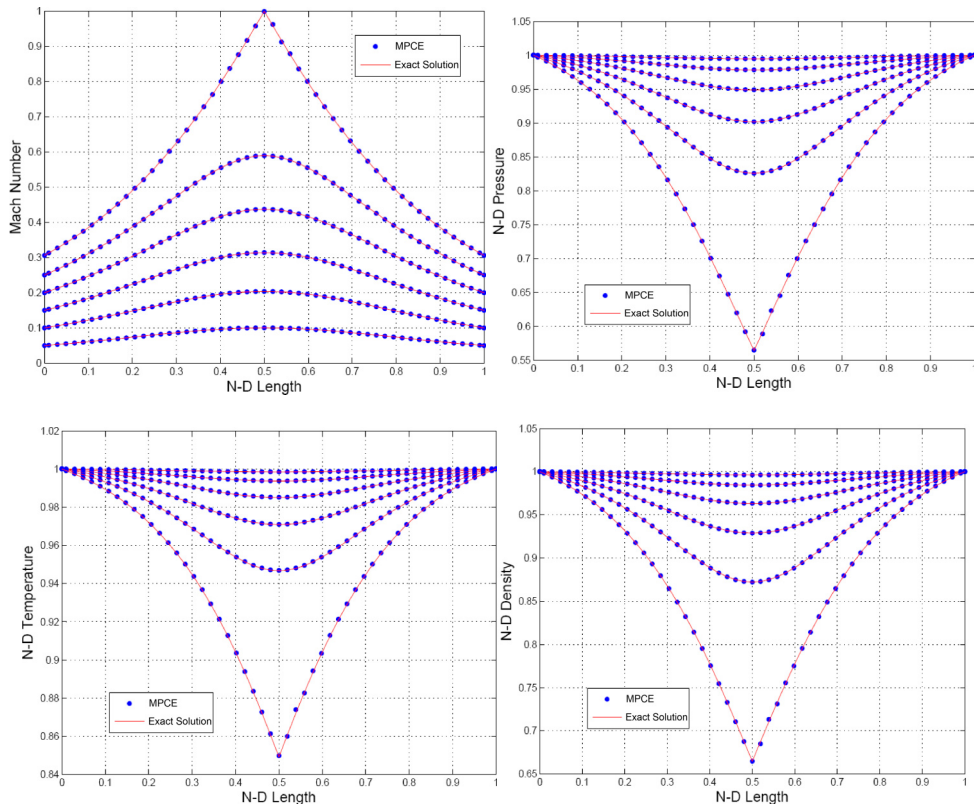 1
0.9
0.8
0.7
0.6
0.5
0.4
0.3
0.2
0.1
0
Mach Number
MPCE
Exact Solution
0 0.1 0.2 0.3 0.4 0.5 0.6 0.7 0.8 0.9 1
N-D Length
1.05
1
0.95
0.9
0.85
0.8
0.75
0.7
0.65
0.6
0.55
N-D Pressure
MPCE
Exact Solution
0 0.1 0.2 0.3 0.4 0.5 0.6 0.7 0.8 0.9 1
N-D Length
1.02
1
0.98
0.96
0.94
0.92
0.9
0.88
0.86
0.84
N-D Temperature
MPCE
Exact Solution
0 0.1 0.2 0.3 0.4 0.5 0.6 0.7 0.8 0.9 1
N-D Length
1.05
1
0.95
0.9
0.85
0.8
0.75
0.7
0.65
N-D Density
MPCE
Exact Solution
0 0.1 0.2 0.3 0.4 0.5 0.6 0.7 0.8 0.9 1
N-D Length